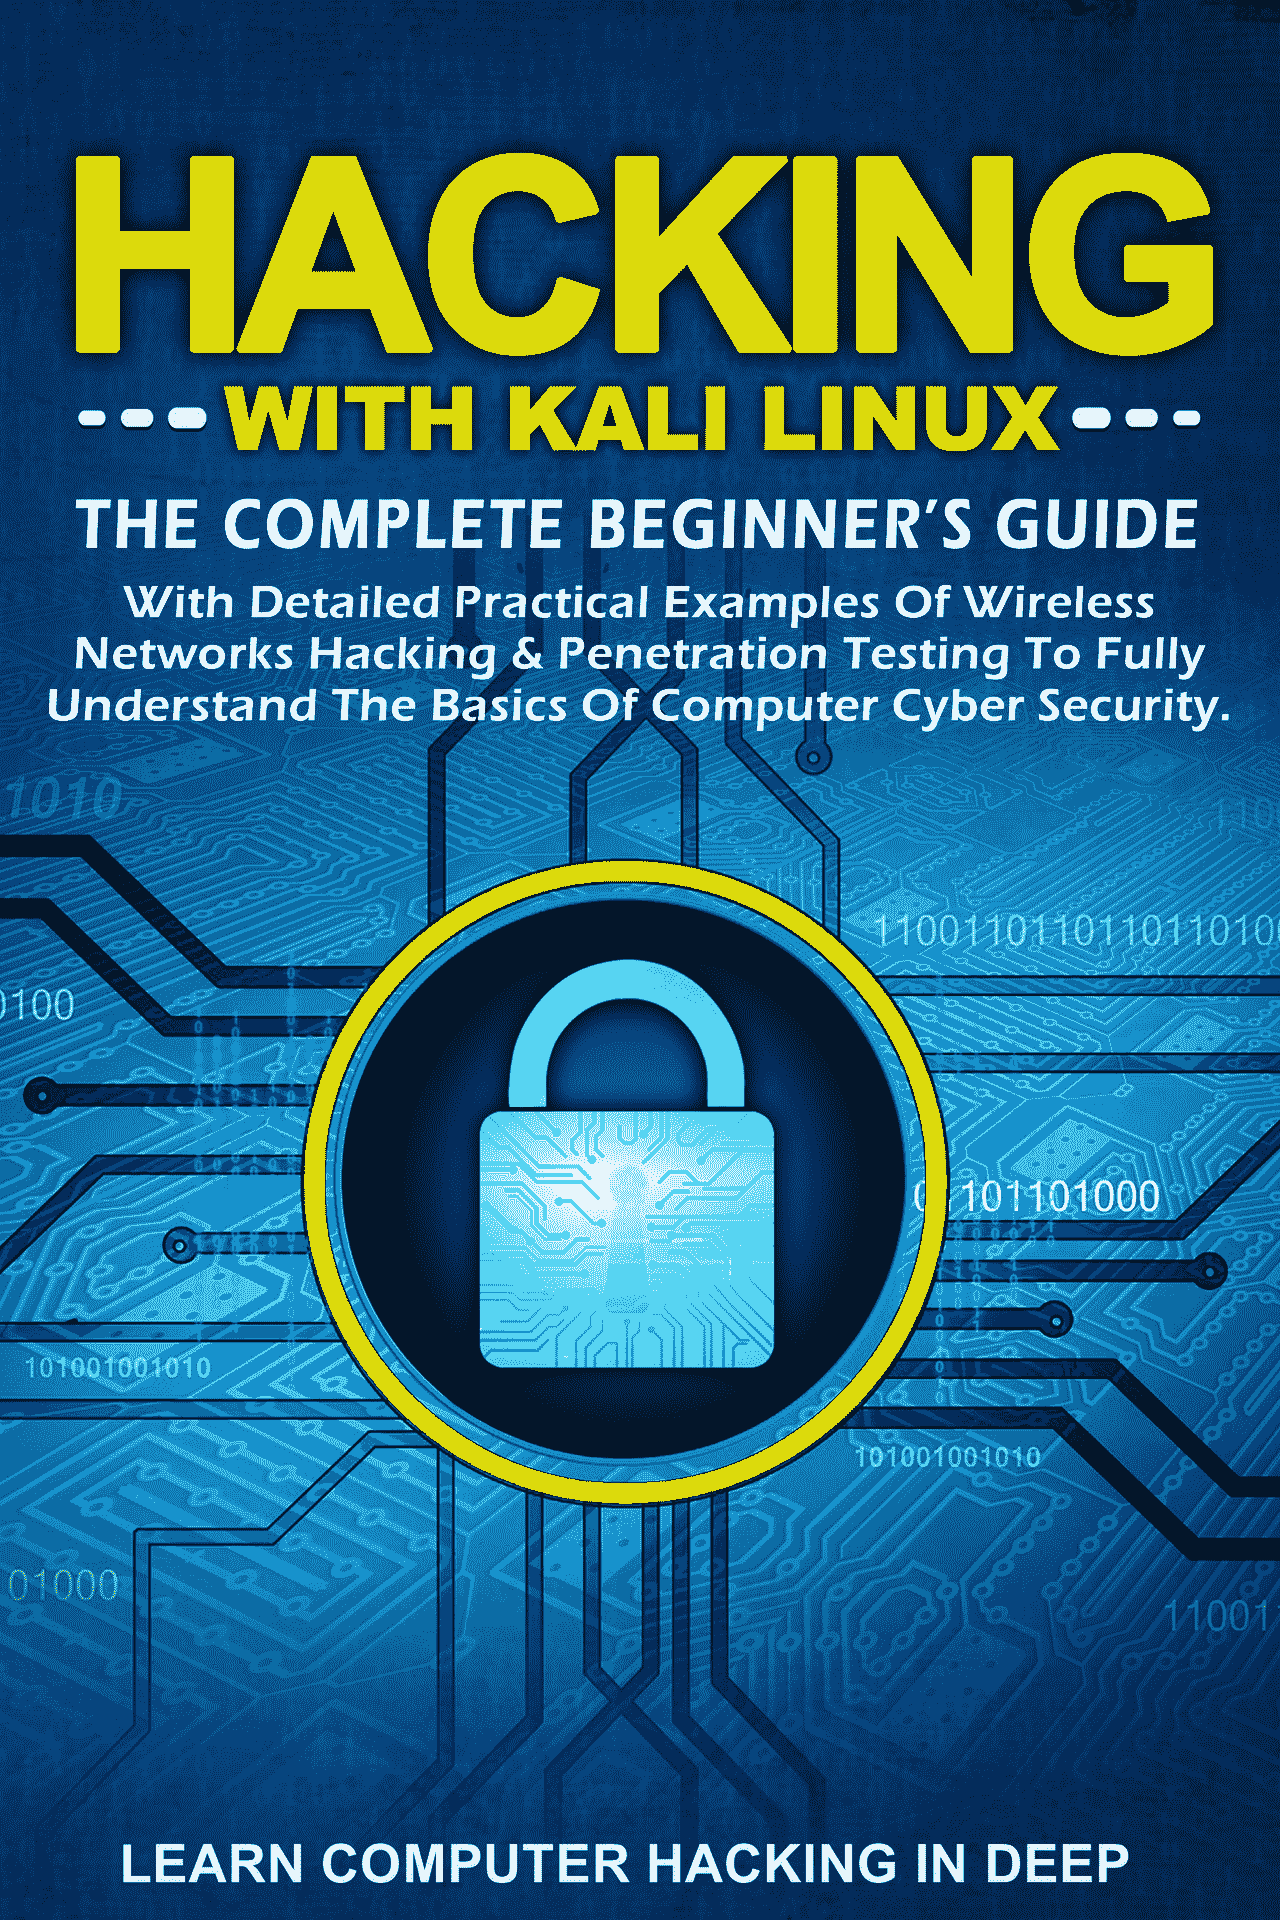 HACKING
WITH KALI LINUX
THE COMPLETE BEGINNER'S GUIDE
With Detailed Practical Examples Of Wireless
Networks Hacking & Penetration Testing To Fully
Understand The Basics Of Computer Cyber Security.
1010
110
11001101101101101010
0100
101101000
101001001010
101001001010
01000
11001
LEARN COMPUTER HACKING IN DEEP